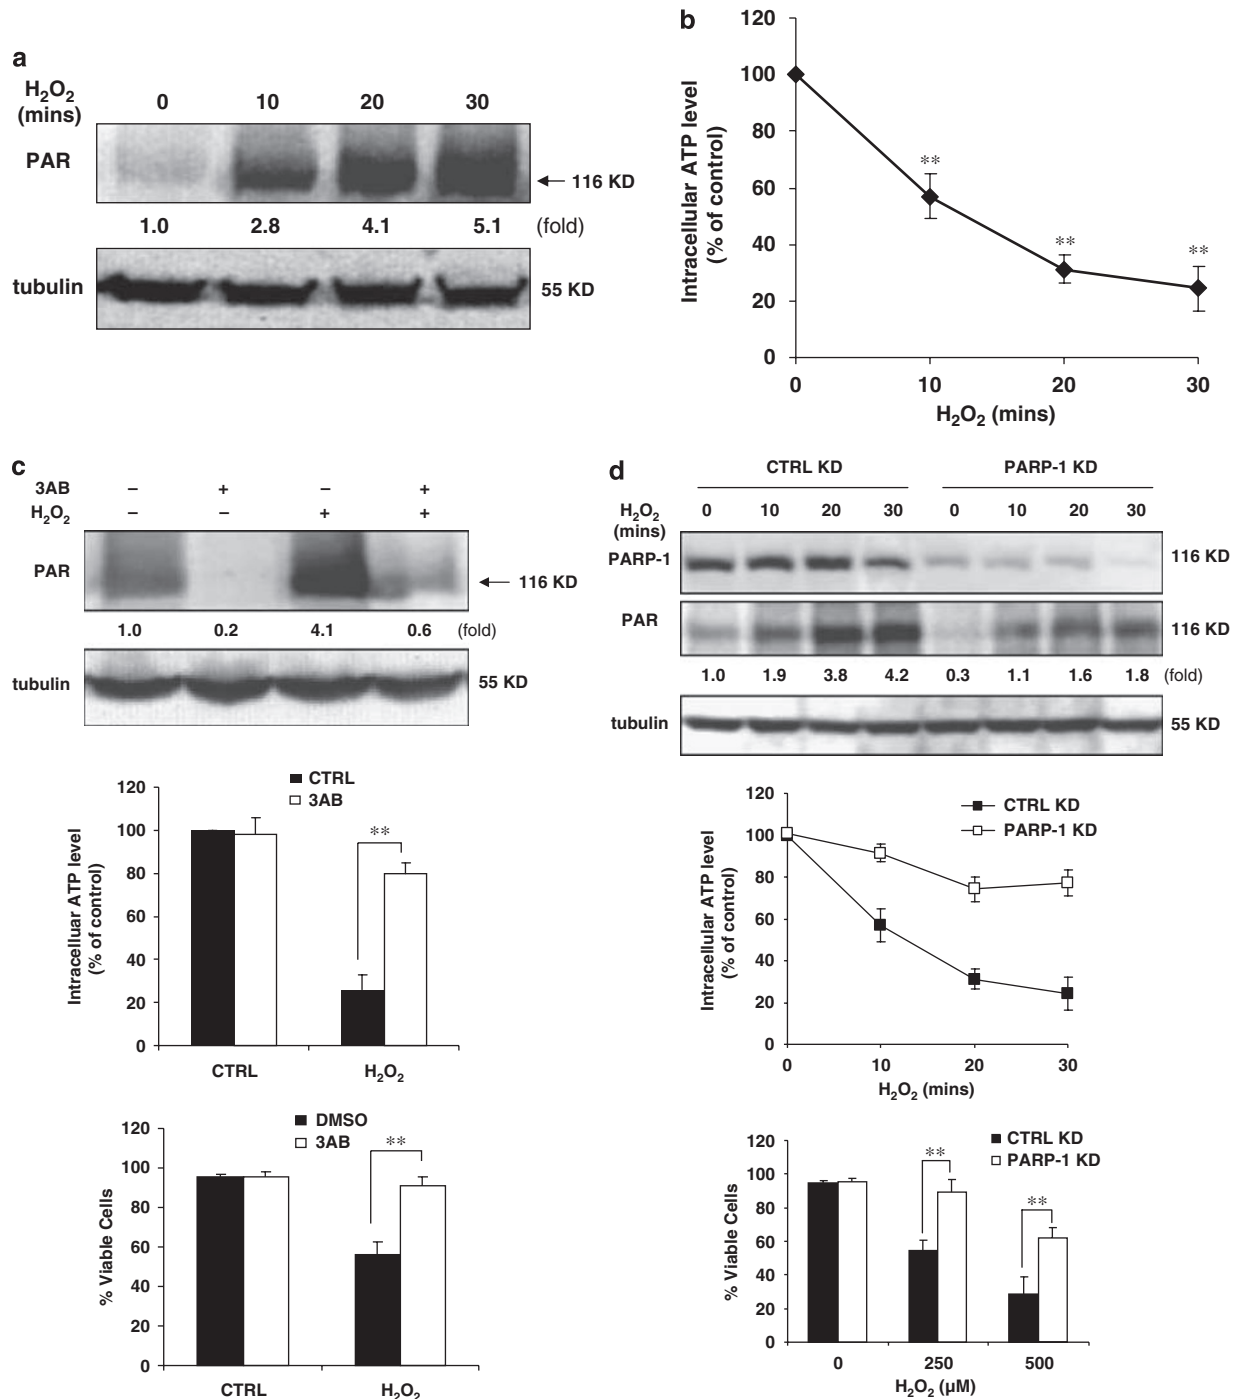 a
H2O2 (mins) 0 10 20 30
PAR
116 KD
1.0 2.8 4.1 5.1 (fold)
tubulin 55 KD
b
Intracellular ATP level (% of control)
120
100
80
60
40
20
0
** ** **
0 10 20 30
H2O2 (mins)
c
3AB – + – +
H2O2 – – + +
PAR
116 KD
1.0 0.2 4.1 0.6 (fold)
tubulin 55 KD
CTRL
3AB
Intracelluar ATP level (% of control)
120
100
80
60
40
20
0
**
CTRL H2O2
DMSO
3AB
% Viable Cells
120
100
80
60
40
20
0
**
CTRL H2O2
d
CTRL KD PARP-1 KD
H2O2 (mins) 0 10 20 30 0 10 20 30
PARP-1 116 KD
PAR 116 KD
1.0 1.9 3.8 4.2 0.3 1.1 1.6 1.8 (fold)
tubulin 55 KD
CTRL KD
PARP-1 KD
Intracellular ATP level (% of control)
120
100
80
60
40
20
0
0 10 20 30
H2O2 (mins)
CTRL KD
PARP-1 KD
% Viable Cells
120
100
80
60
40
20
0
** **
0 250 500
H2O2 (µM)